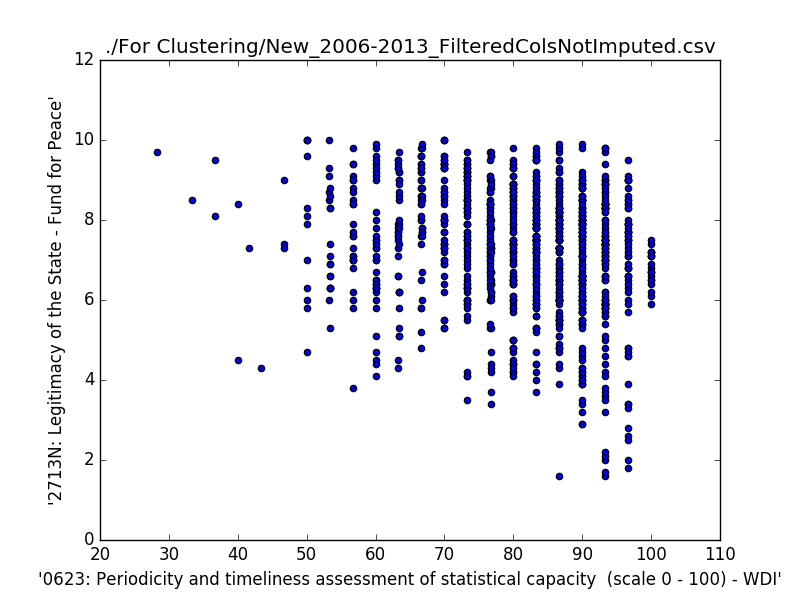 ./For Clustering/New_2006-2013_FilteredColsNotImputed.csv
12
10
8
6
4
2
0
'2713N: Legitimacy of the State - Fund for Peace'
20 30 40 50 60 70 80 90 100 110
'0623: Periodicity and timeliness assessment of statistical capacity  (scale 0 - 100) - WDI'